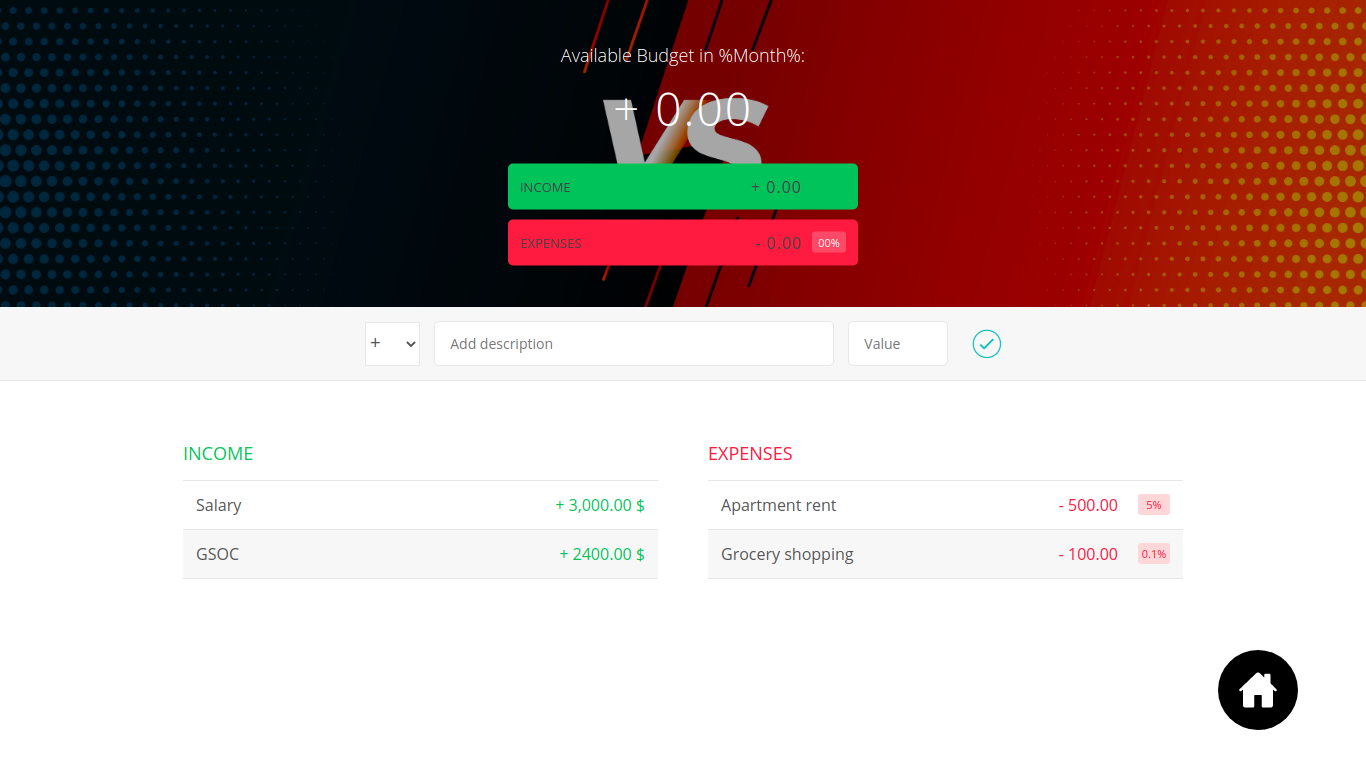 Available Budget in %Month%:
VS
+ 0.00
INCOME + 0.00
EXPENSES - 0.00 00%
+ Add description Value
INCOME
Salary + 3,000.00 $
GSOC + 2400.00 $
EXPENSES
Apartment rent - 500.00 5%
Grocery shopping - 100.00 0.1%